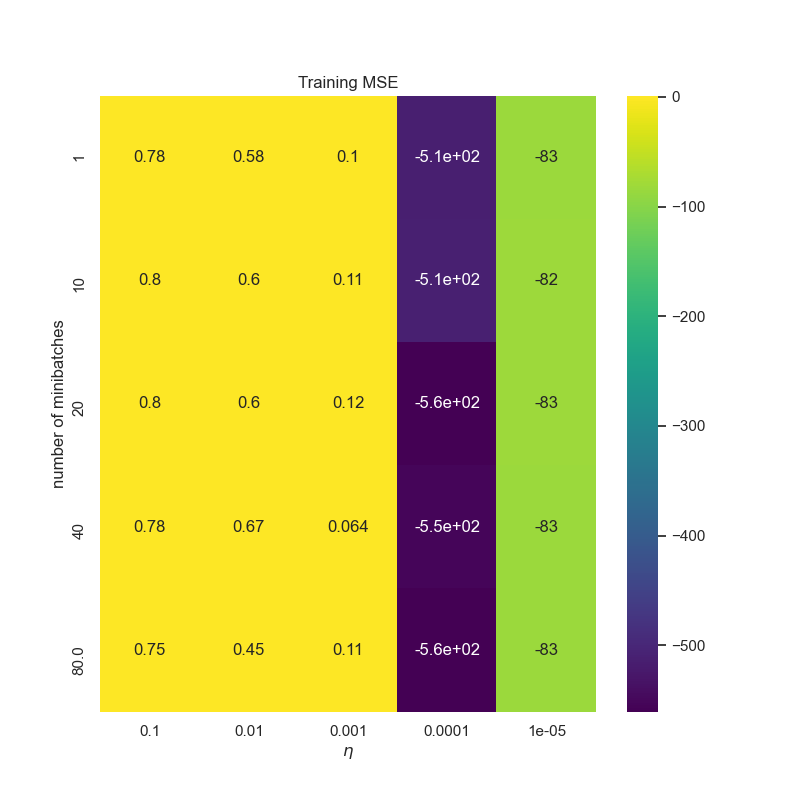 Training MSE
1 0.78 0.58 0.1 -5.1e+02 -83
10 0.8 0.6 0.11 -5.1e+02 -82
20 0.8 0.6 0.12 -5.6e+02 -83
40 0.78 0.67 0.064 -5.5e+02 -83
80.0 0.75 0.45 0.11 -5.6e+02 -83
number of minibatches
0.1 0.01 0.001 0.0001 1e-05
η
0
−100
−200
−300
−400
−500